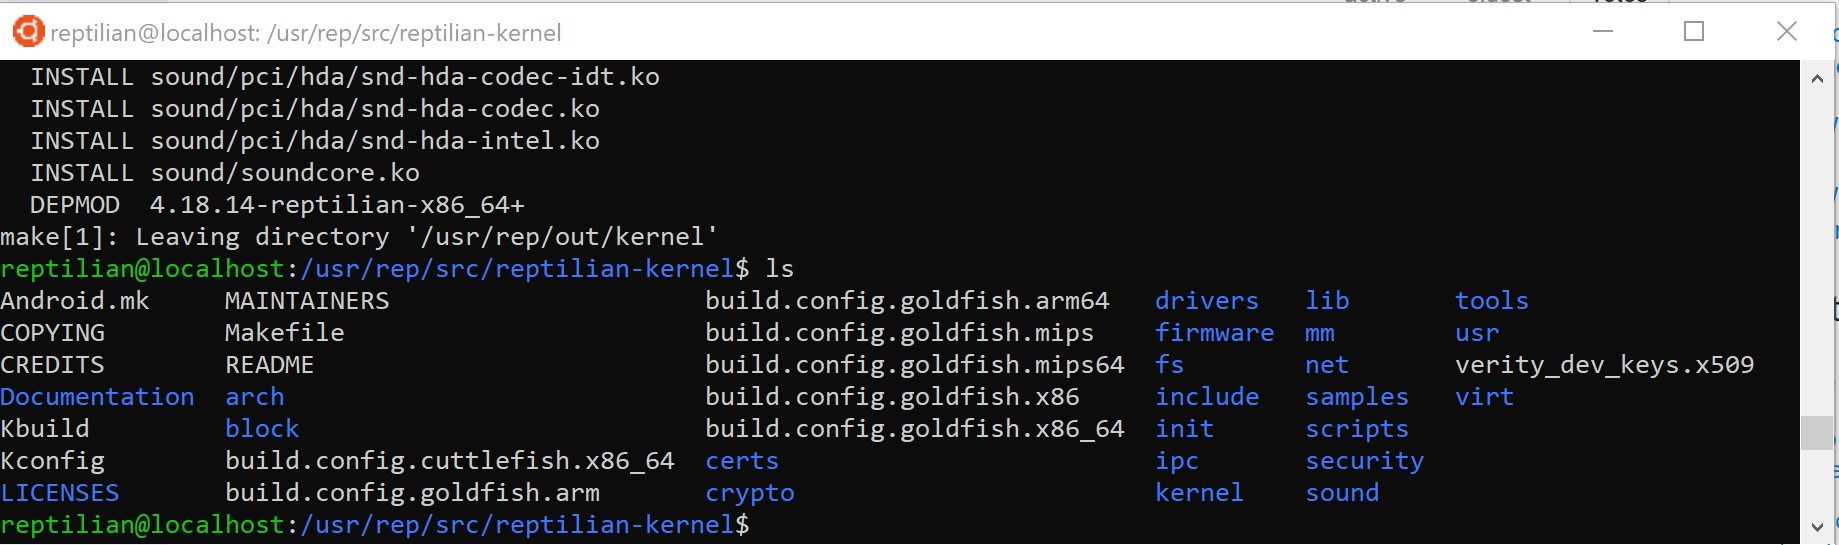 reptilian@localhost: /usr/rep/src/reptilian-kernel
INSTALL sound/pci/hda/snd-hda-codec-idt.ko
INSTALL sound/pci/hda/snd-hda-codec.ko
INSTALL sound/pci/hda/snd-hda-intel.ko
INSTALL sound/soundcore.ko
DEPMOD  4.18.14-reptilian-x86_64+
make[1]: Leaving directory '/usr/rep/out/kernel'
reptilian@localhost:/usr/rep/src/reptilian-kernel$ ls
Android.mk MAINTAINERS build.config.goldfish.arm64 drivers lib tools
COPYING Makefile build.config.goldfish.mips firmware mm usr
CREDITS README build.config.goldfish.mips64 fs net verity_dev_keys.x509
Documentation arch build.config.goldfish.x86 include samples virt
Kbuild block build.config.goldfish.x86_64 init scripts
Kconfig build.config.cuttlefish.x86_64 certs ipc security
LICENSES build.config.goldfish.arm crypto kernel sound
reptilian@localhost:/usr/rep/src/reptilian-kernel$